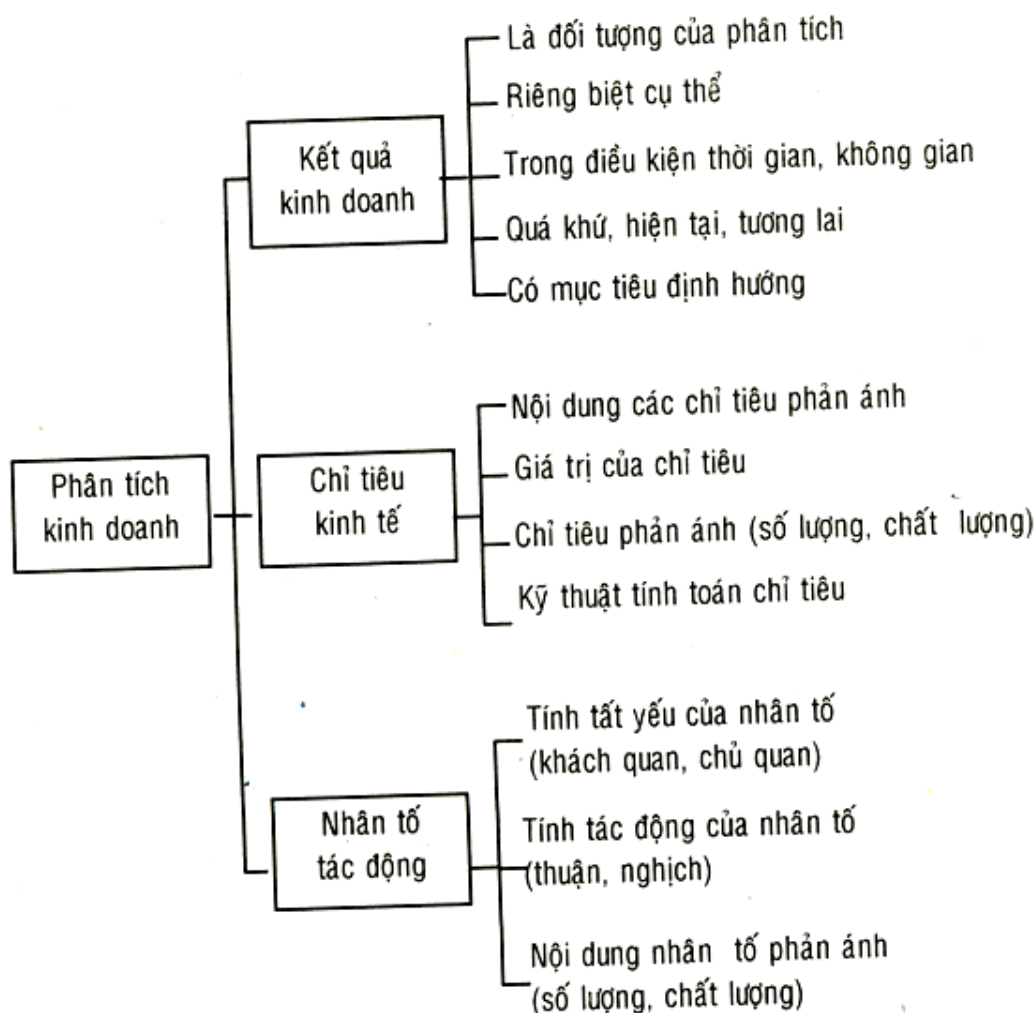 Phân tích
kinh doanh
Kết quả
kinh doanh
Là đối tượng của phân tích
Riêng biệt cụ thể
Trong điều kiện thời gian, không gian
Quá khứ, hiện tại, tương lai
Có mục tiêu định hướng
Chỉ tiêu
kinh tế
Nội dung các chỉ tiêu phản ánh
Giá trị của chỉ tiêu
Chỉ tiêu phản ánh (số lượng, chất lượng)
Kỹ thuật tính toán chỉ tiêu
Nhân tố
tác động
Tính tất yếu của nhân tố
(khách quan, chủ quan)
Tính tác động của nhân tố
(thuận, nghịch)
Nội dung nhân tố phản ánh
(số lượng, chất lượng)